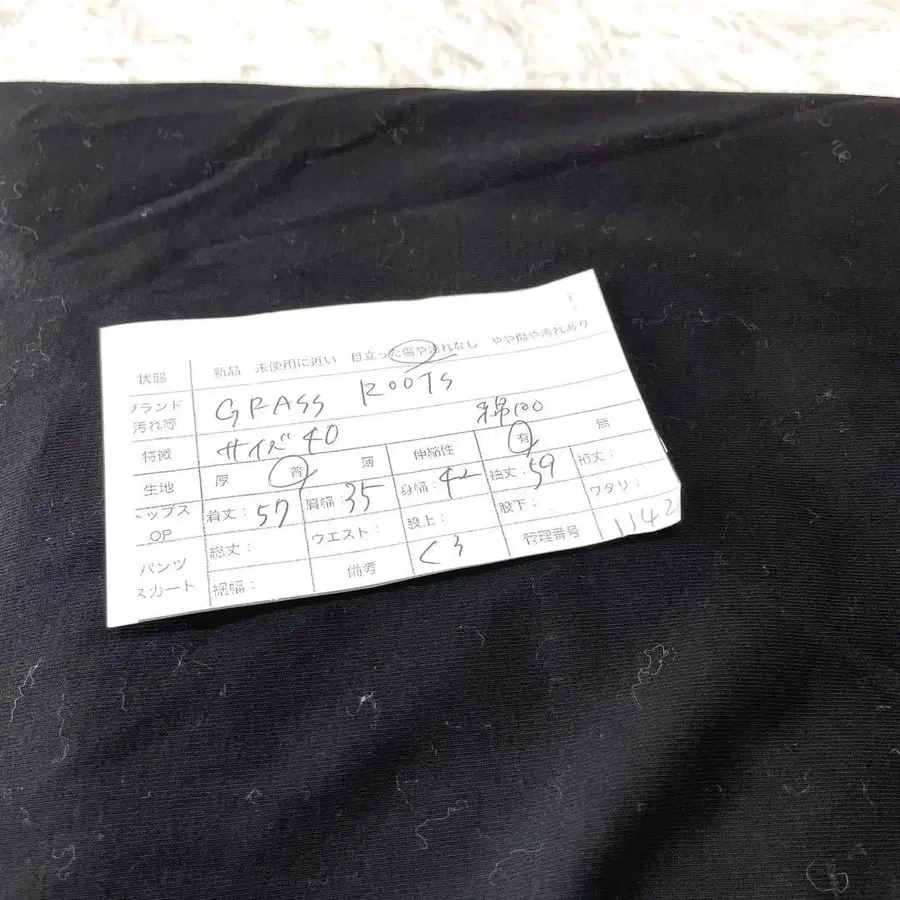 状態 新品 未使用に近い 目立った傷や汚れなし やや傷や汚れあり
ブランド GRASS ROOTS
汚れ等
特徴 サイズ40 綿100
生地 厚 普 薄 伸縮性 有 無
トップス 着丈:57 肩幅:35 身幅:42 袖丈:59 裄丈:
OP
パンツ 総丈: ウエスト: 股上: 股下: ワタリ:
スカート 裾幅: 備考 くろ 管理番号 1142